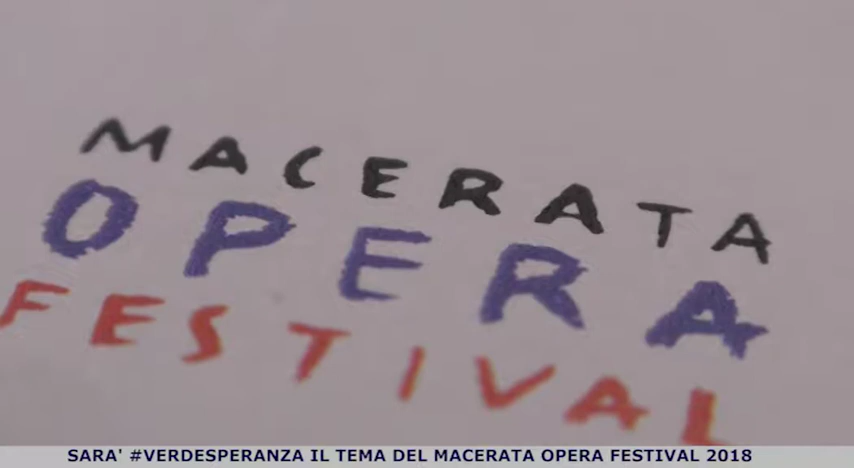 MACERATA
OPERA
FESTIVAL
SARA' #VERDESPERANZA IL TEMA DEL MACERATA OPERA FESTIVAL 2018